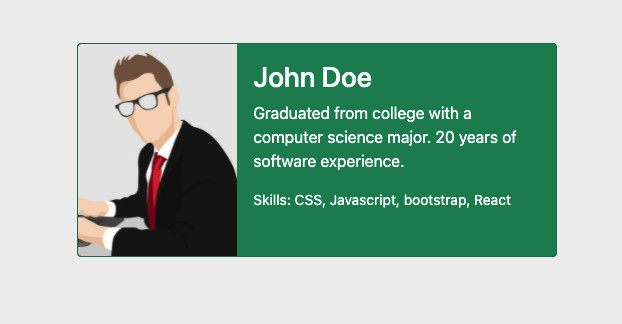 John Doe
Graduated from college with a
computer science major. 20 years of
software experience.
Skills: CSS, Javascript, bootstrap, React